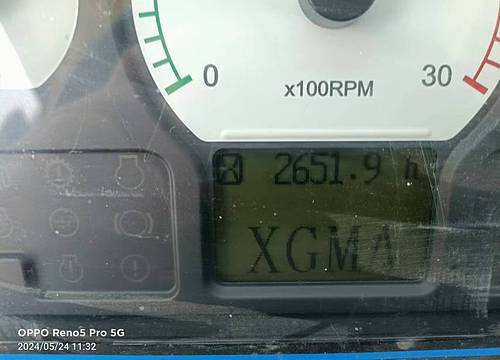 0
30
x100RPM
2651.9 h
XGMA
OPPO Reno5 Pro 5G
2024/05/24 11:32